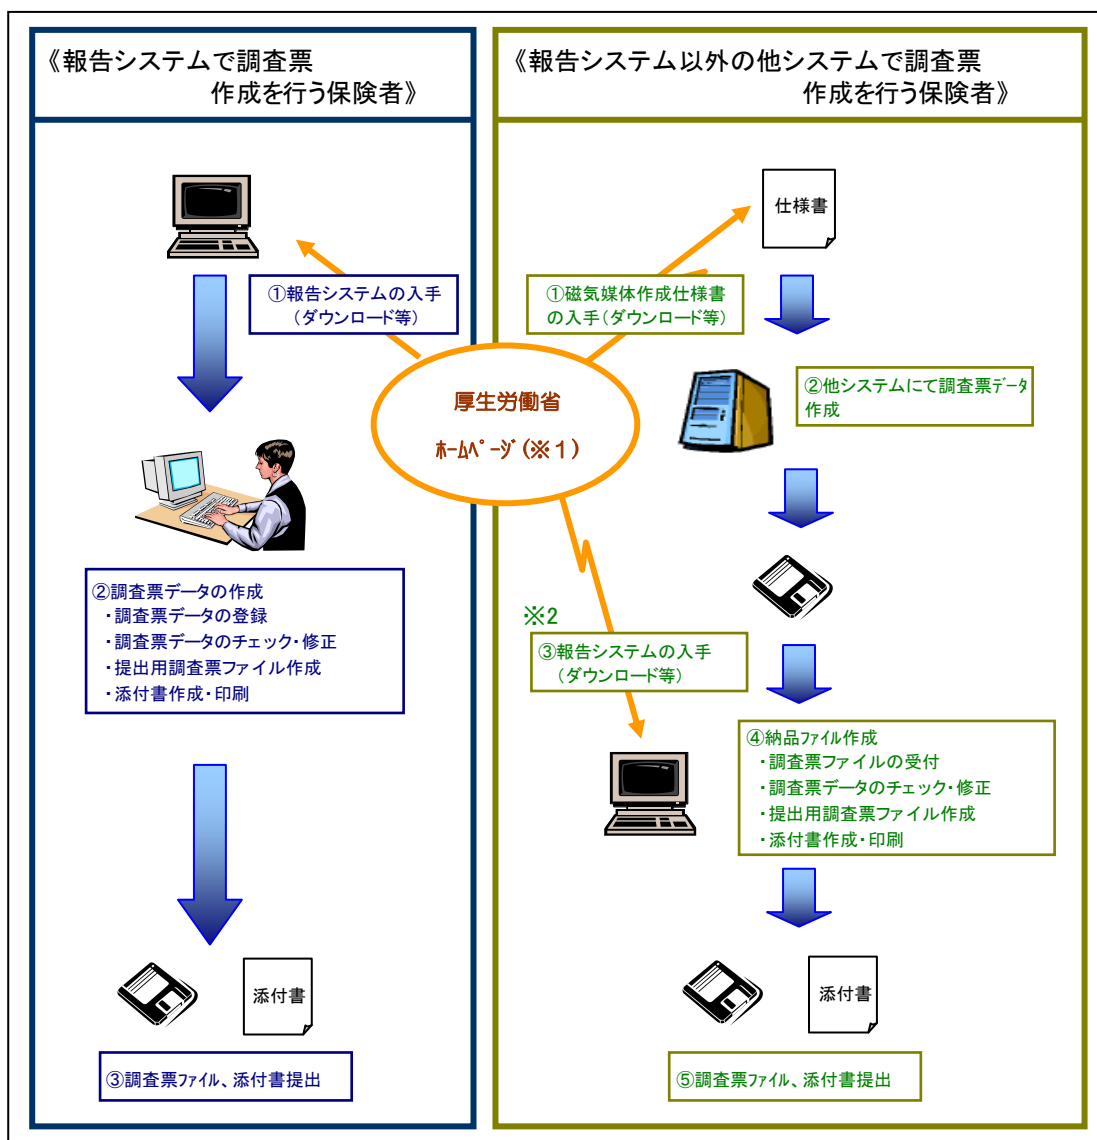 《報告システムで調査票
作成を行う保険者》
①報告システムの入手
(ダウンロード等)
②調査票データの作成
・調査票データの登録
・調査票データのチェック・修正
・提出用調査票ファイル作成
・添付書作成・印刷
添付書
③調査票ファイル、添付書提出
厚生労働省
ﾎｰﾑﾍﾟｰｼﾞ(※1)
《報告システム以外の他システムで調査票
作成を行う保険者》
仕様書
①磁気媒体作成仕様書
の入手(ダウンロード等)
②他システムにて調査票ﾃﾞｰﾀ
作成
※2
③報告システムの入手
(ダウンロード等)
④納品ファイル作成
・調査票ファイルの受付
・調査票データのチェック・修正
・提出用調査票ファイル作成
・添付書作成・印刷
添付書
⑤調査票ファイル、添付書提出